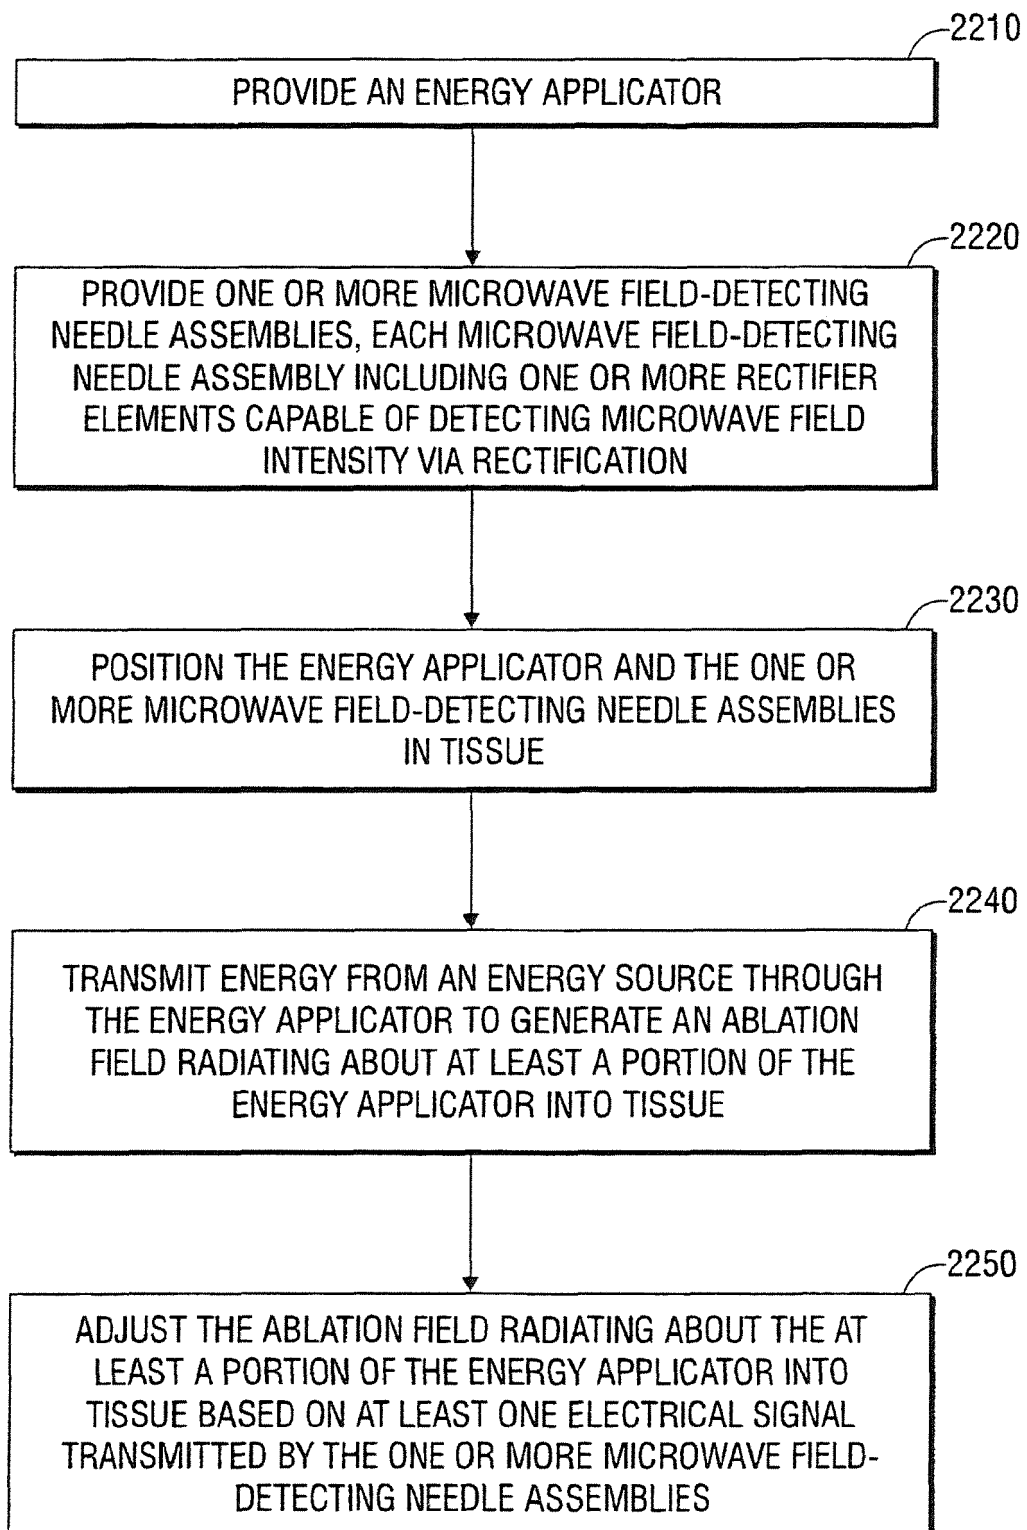 2210
PROVIDE AN ENERGY APPLICATOR
2220
PROVIDE ONE OR MORE MICROWAVE FIELD-DETECTING
NEEDLE ASSEMBLIES, EACH MICROWAVE FIELD-DETECTING
NEEDLE ASSEMBLY INCLUDING ONE OR MORE RECTIFIER
ELEMENTS CAPABLE OF DETECTING MICROWAVE FIELD
INTENSITY VIA RECTIFICATION
2230
POSITION THE ENERGY APPLICATOR AND THE ONE OR
MORE MICROWAVE FIELD-DETECTING NEEDLE ASSEMBLIES
IN TISSUE
2240
TRANSMIT ENERGY FROM AN ENERGY SOURCE THROUGH
THE ENERGY APPLICATOR TO GENERATE AN ABLATION
FIELD RADIATING ABOUT AT LEAST A PORTION OF THE
ENERGY APPLICATOR INTO TISSUE
2250
ADJUST THE ABLATION FIELD RADIATING ABOUT THE AT
LEAST A PORTION OF THE ENERGY APPLICATOR INTO
TISSUE BASED ON AT LEAST ONE ELECTRICAL SIGNAL
TRANSMITTED BY THE ONE OR MORE MICROWAVE FIELD-
DETECTING NEEDLE ASSEMBLIES